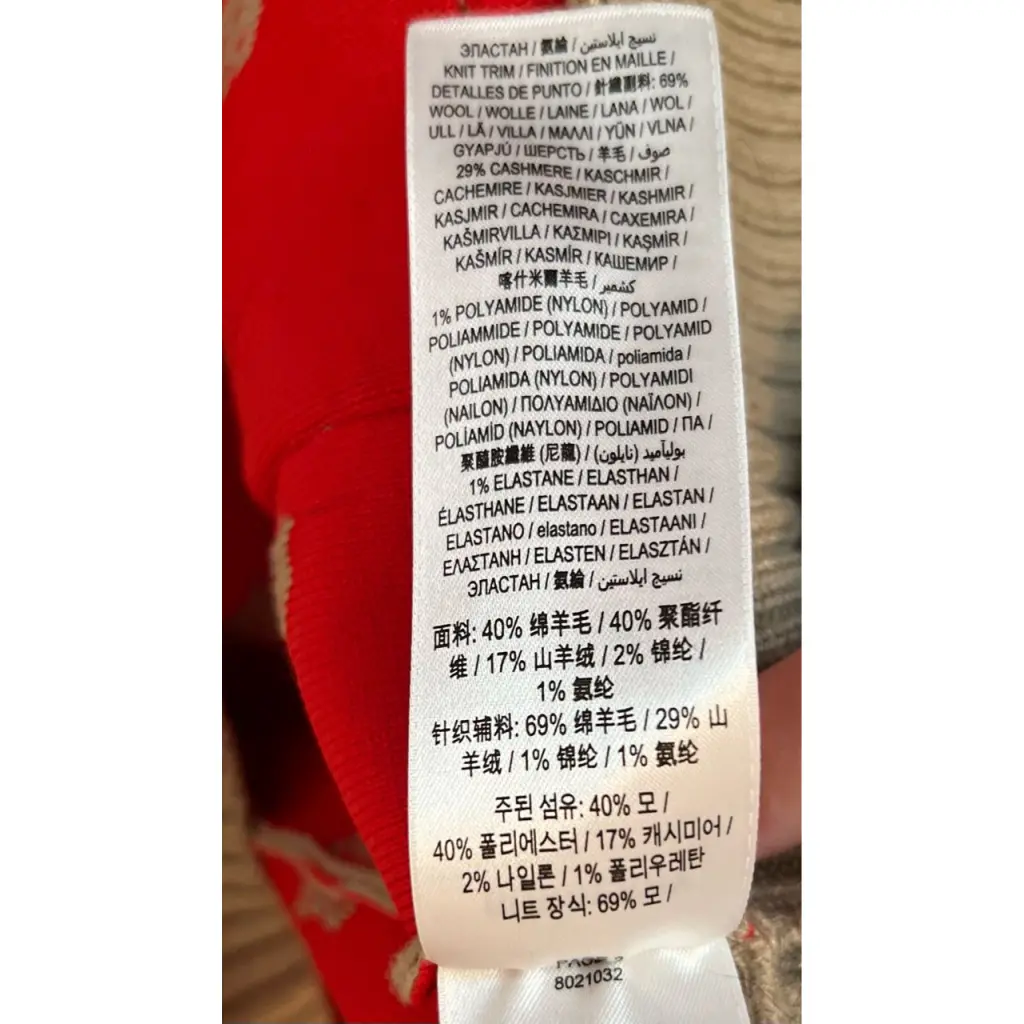 ЭЛАСТАН / 氨綸 / نسيج ايلاستين
KNIT TRIM / FINITION EN MAILLE /
DETALLES DE PUNTO / 針織副料: 69%
WOOL / WOLLE / LAINE / LANA / WOL /
ULL / LÃ / VILLA / ΜΑΛΛΙ / YÜN / VLNA /
GYAPJÚ / ШЕРСТЬ / 羊毛 / صوف
29% CASHMERE / KASCHMIR /
CACHEMIRE / KASJMIER / KASHMIR /
KASJMIR / CACHEMIRA / CAXEMIRA /
KAŠMIRVILLA / ΚΑΣΜΙΡΙ / KAŞMİR /
KAŠMÍR / KASMÍR / КАШЕМИР /
喀什米爾羊毛 / كشمير
1% POLYAMIDE (NYLON) / POLYAMID /
POLIAMMIDE / POLYAMIDE / POLYAMID
(NYLON) / POLIAMIDA / poliamida /
POLIAMIDA (NYLON) / POLYAMIDI
(NAILON) / ΠΟΛΥΑΜΙΔΙΟ (ΝΑΪΛΟΝ) /
POLİAMİD (NAYLON) / POLIAMID / ПА /
聚醯胺纖維 (尼龍) / بولياميد (نايلون)
1% ELASTANE / ELASTHAN /
ÉLASTHANE / ELASTAAN / ELASTAN /
ELASTANO / elastano / ELASTAANI /
ΕΛΑΣΤΑΝΗ / ELASTEN / ELASZTÁN /
ЭЛАСТАН / 氨綸 / نسيج ايلاستين
面料: 40% 绵羊毛 / 40% 聚酯纤
维 / 17% 山羊绒 / 2% 锦纶 /
1% 氨纶
针织辅料: 69% 绵羊毛 / 29% 山
羊绒 / 1% 锦纶 / 1% 氨纶
주된 섬유: 40% 모 /
40% 폴리에스터 / 17% 캐시미어 /
2% 나일론 / 1% 폴리우레탄
니트 장식: 69% 모 /
8021032